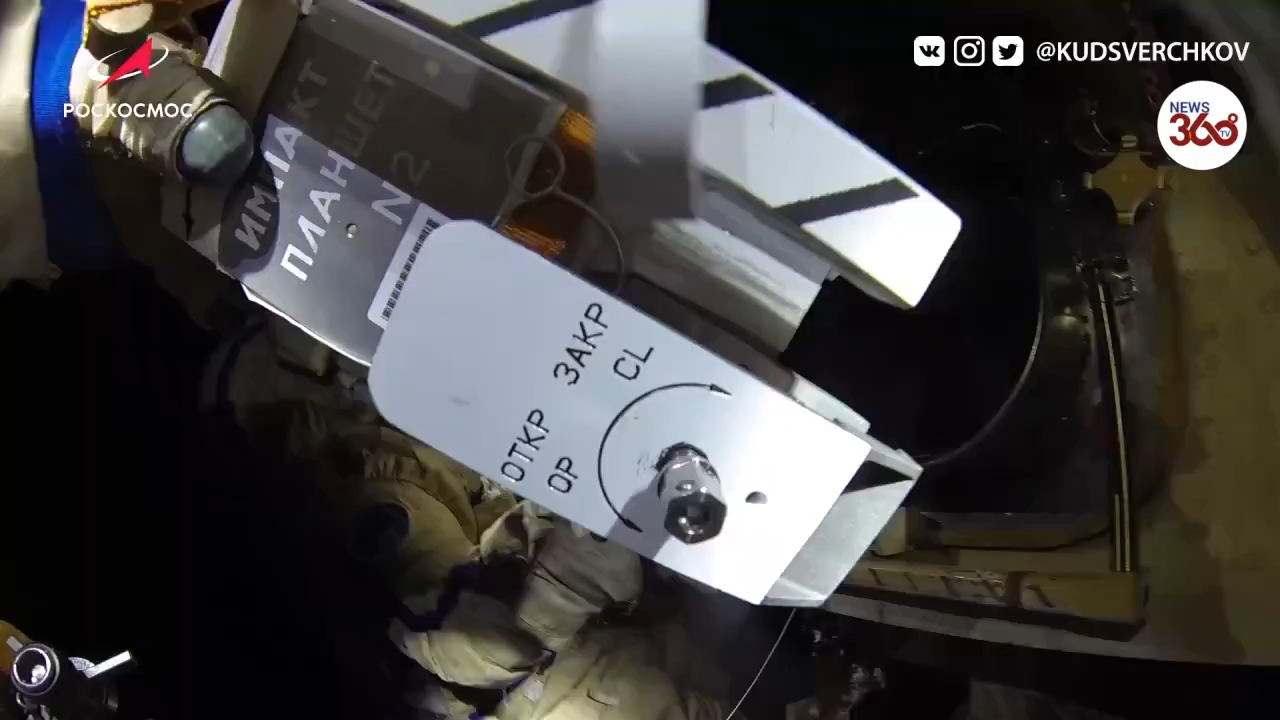 РОСКОСМОС
@KUDSVERCHKOV
NEWS
360
TV
ИМПАКТ
ПЛАНШЕТ
N2
ЗАКР
CL
ОТКР
OP